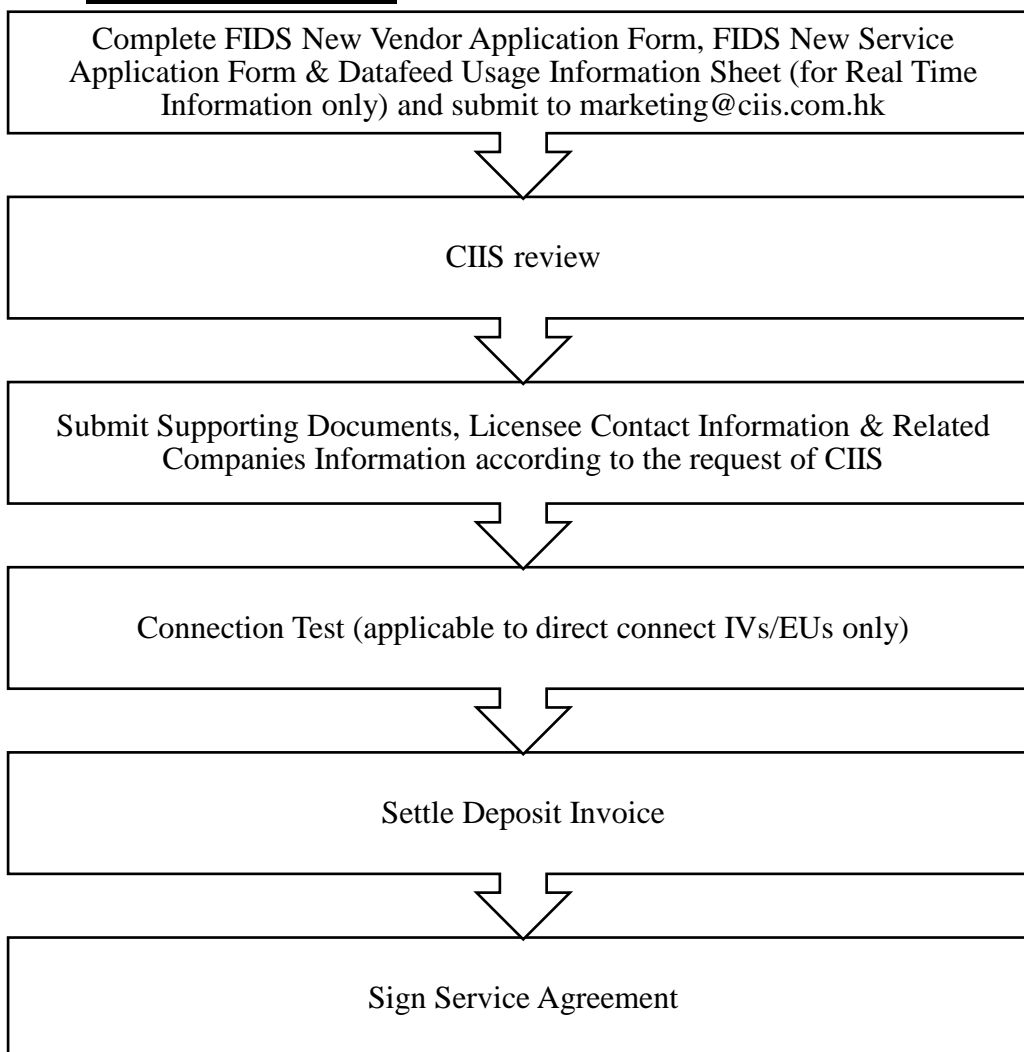 Complete FIDS New Vendor Application Form, FIDS New Service
Application Form & Datafeed Usage Information Sheet (for Real Time
Information only) and submit to marketing@ciis.com.hk
CIIS review
Submit Supporting Documents, Licensee Contact Information & Related
Companies Information according to the request of CIIS
Connection Test (applicable to direct connect IVs/EUs only)
Settle Deposit Invoice
Sign Service Agreement